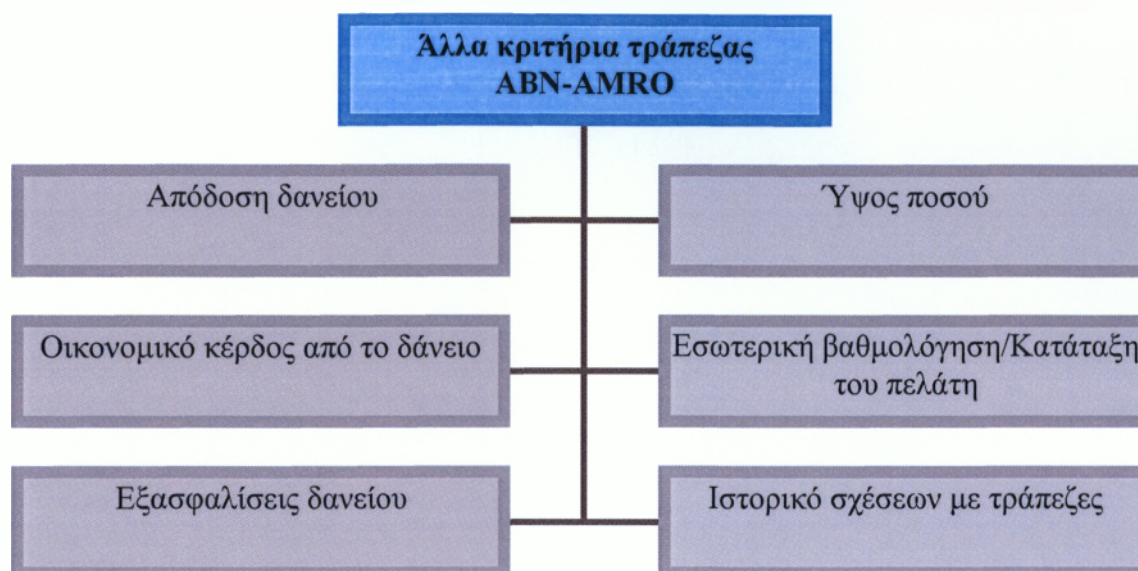 Άλλα κριτήρια τράπεζας
ABN-AMRO
Απόδοση δανείου
Ύψος ποσού
Οικονομικό κέρδος από το δάνειο
Εσωτερική βαθμολόγηση/Κατάταξη
του πελάτη
Εξασφαλίσεις δανείου
Ιστορικό σχέσεων με τράπεζες